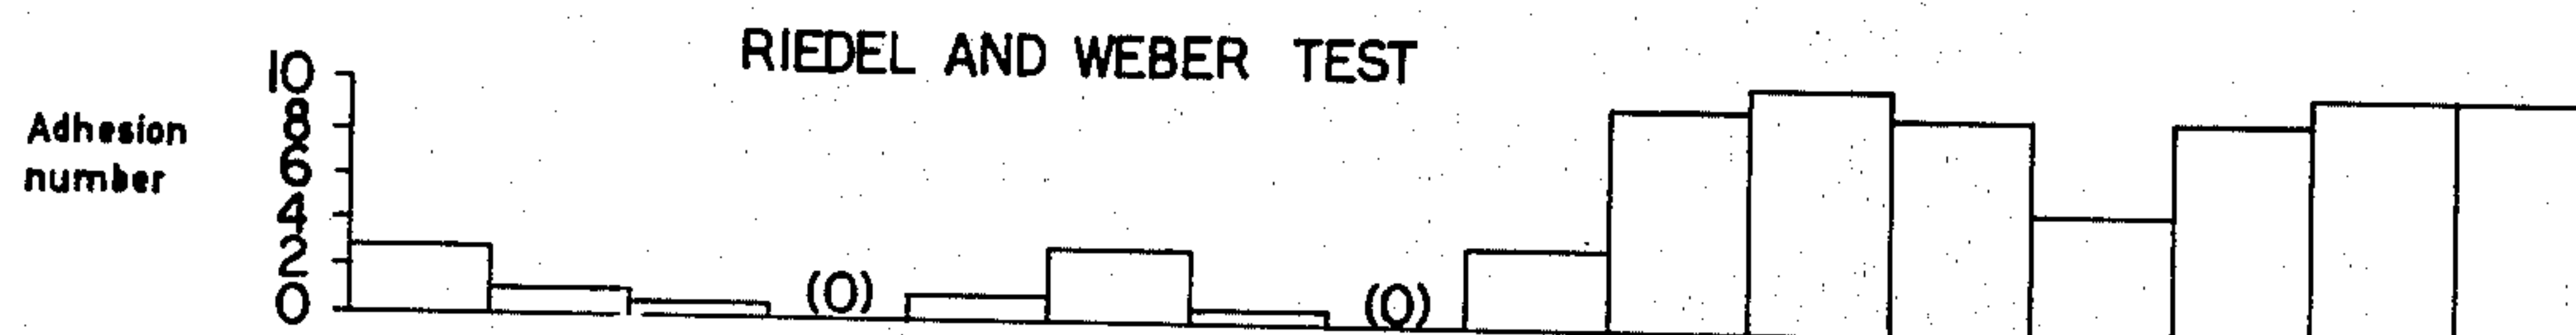 RIEDEL AND WEBER TEST
10
8
6
4
2
0
Adhesion
number
(0)
(0)